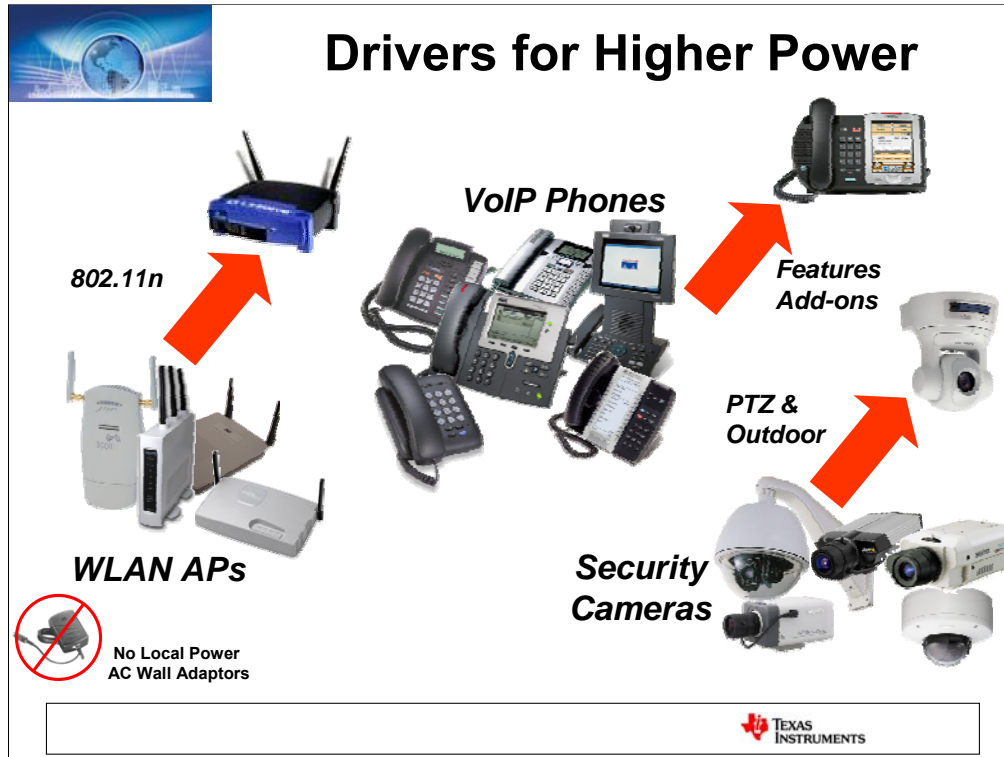 Drivers for Higher Power
VoIP Phones
802.11n
Features
Add-ons
PTZ &
Outdoor
WLAN APs
Security
Cameras
No Local Power
AC Wall Adaptors
TEXAS
INSTRUMENTS